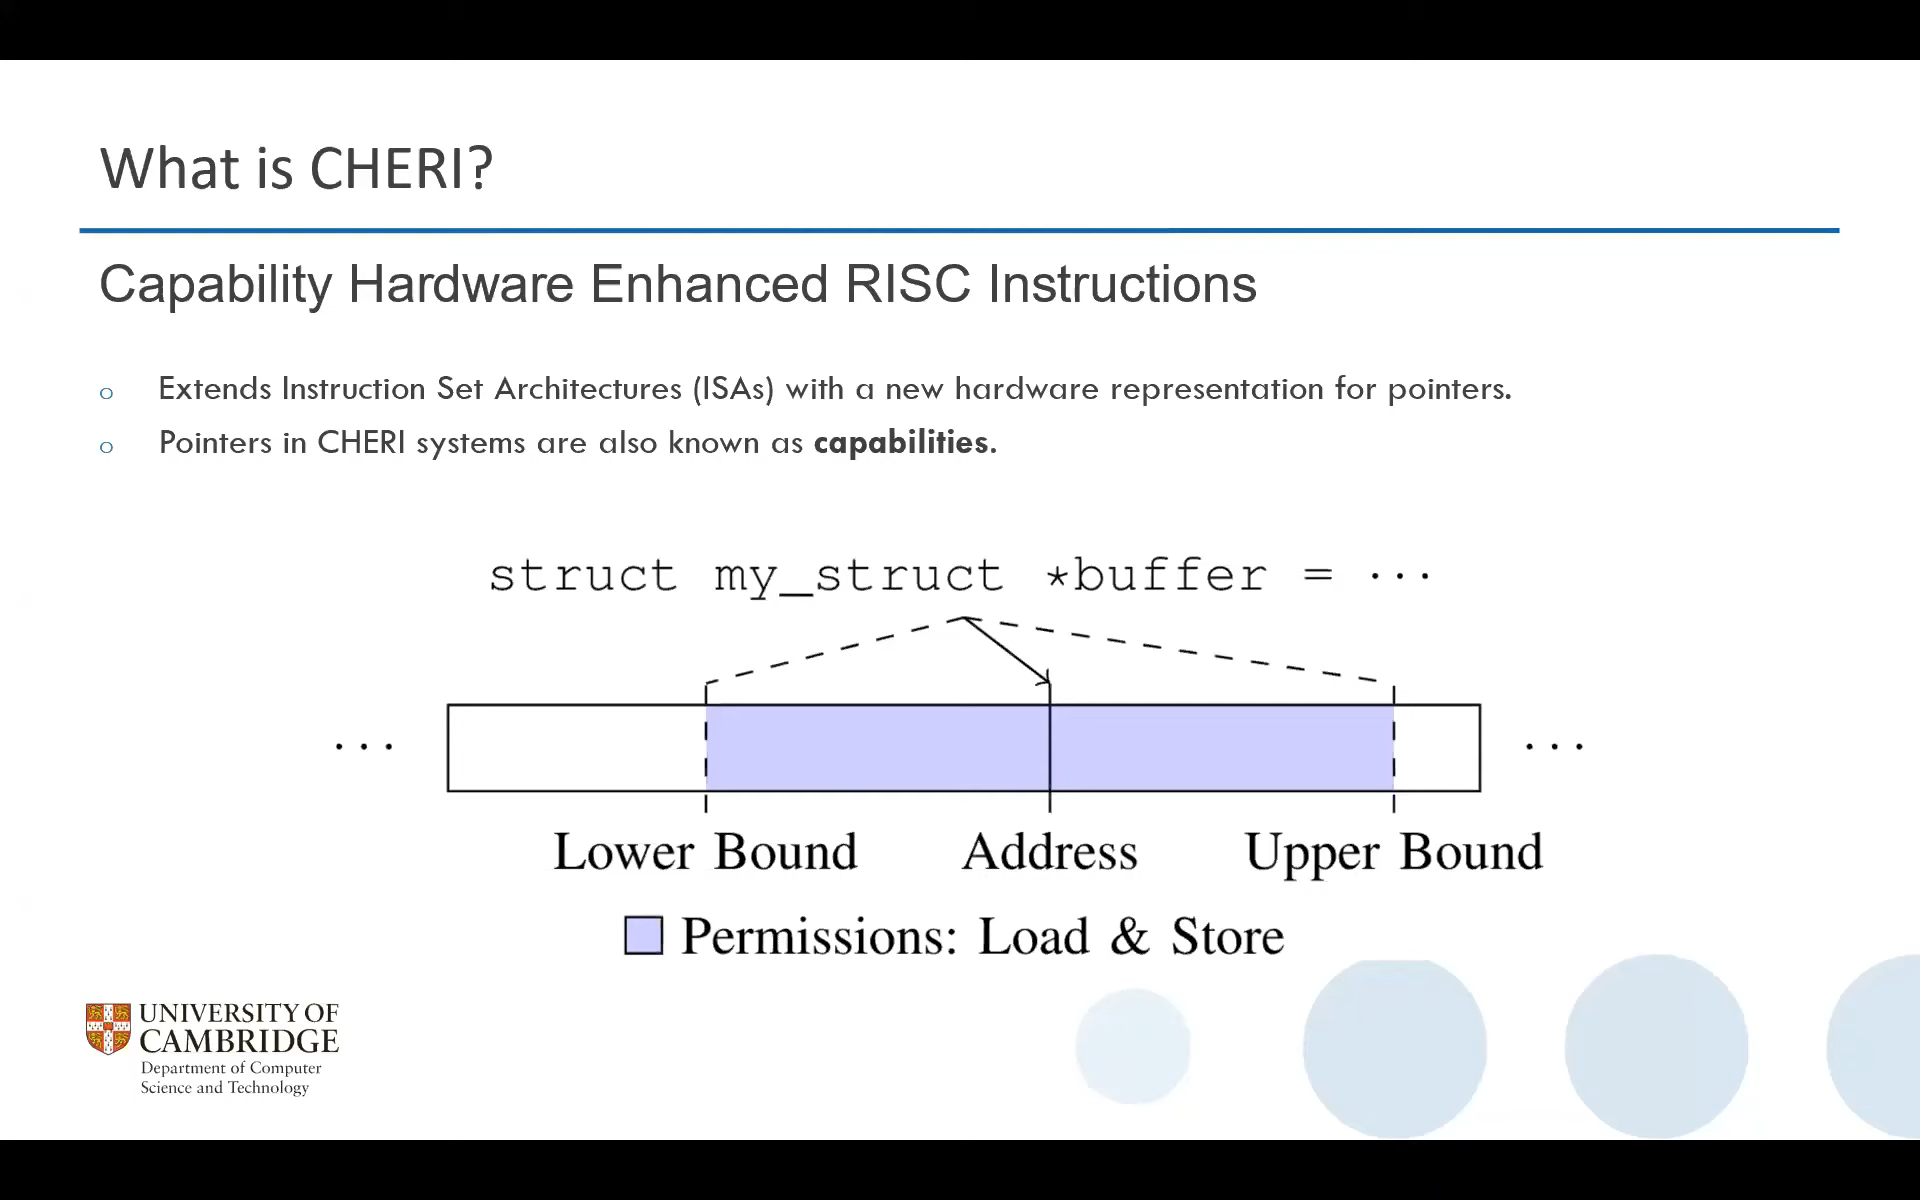 What is CHERI?
Capability Hardware Enhanced RISC Instructions
o Extends Instruction Set Architectures (ISAs) with a new hardware representation for pointers.
o Pointers in CHERI systems are also known as capabilities.
struct my_struct *buffer = ···
··· ···
Lower Bound Address Upper Bound
Permissions: Load & Store
UNIVERSITY OF
CAMBRIDGE
Department of Computer
Science and Technology